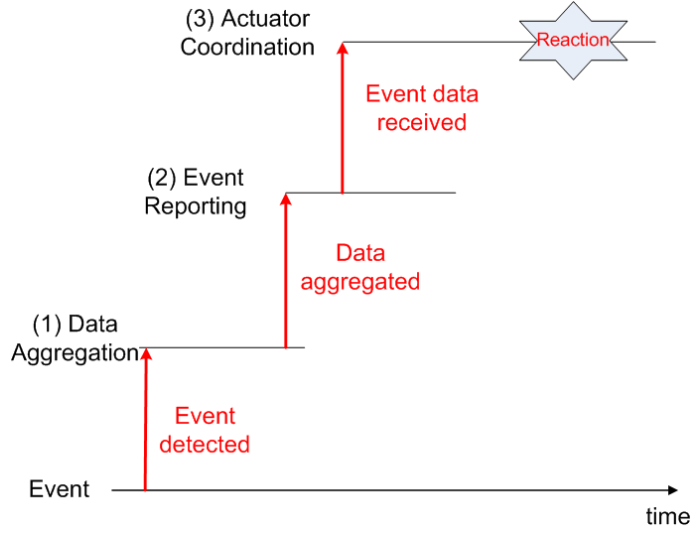 (3) Actuator
Coordination
Reaction
Event data
received
(2) Event
Reporting
Data
aggregated
(1) Data
Aggregation
Event
detected
Event
time